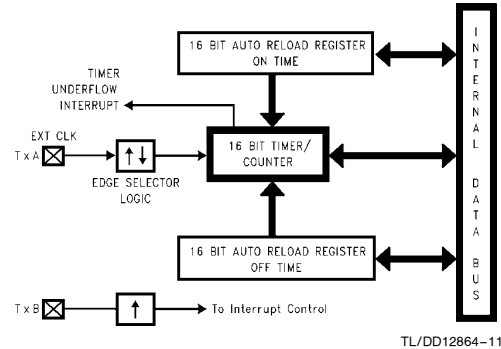 16 BIT AUTO RELOAD REGISTER
ON TIME
TIMER
UNDERFLOW
INTERRUPT
EXT CLK
TxA
EDGE SELECTOR
LOGIC
16 BIT TIMER/
COUNTER
16 BIT AUTO RELOAD REGISTER
OFF TIME
TxB
To Interrupt Control
INTERNAL DATA BUS
TL/DD12864–11